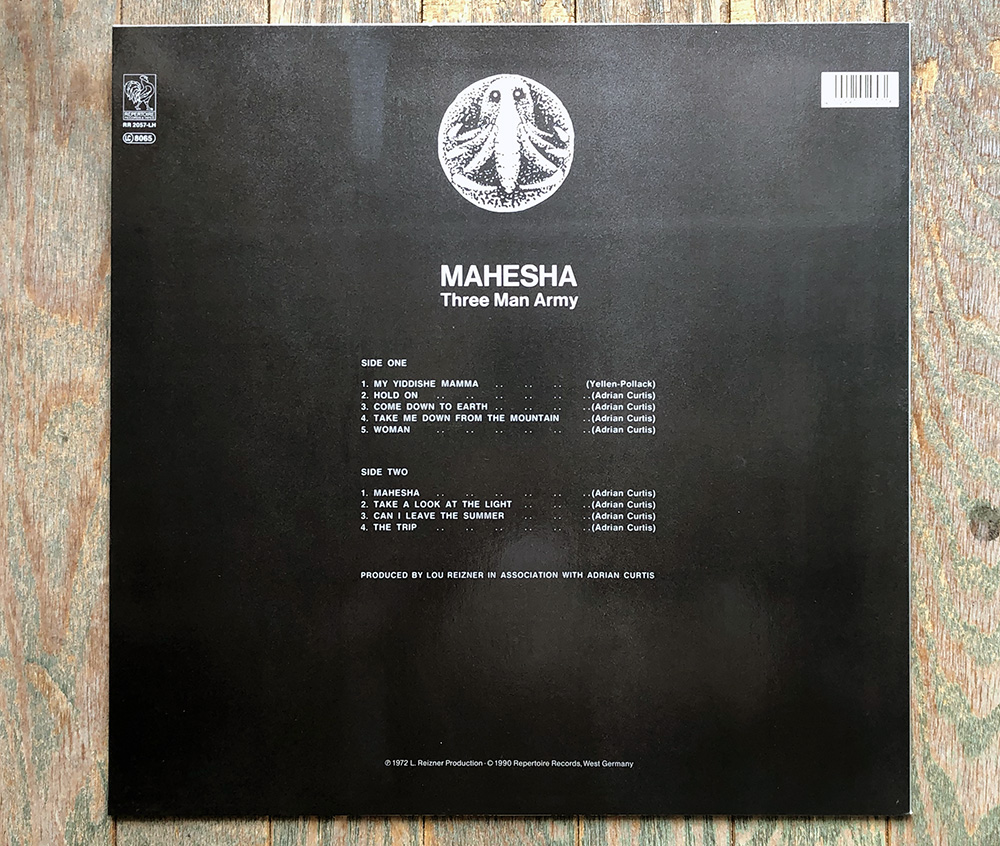 REPERTOIRE
RR 2057-LH
LC 8065
MAHESHA
Three Man Army
SIDE ONE
1. MY YIDDISHE MAMMA .. .. .. (Yellen-Pollack)
2. HOLD ON .. .. .. .. .. ..(Adrian Curtis)
3. COME DOWN TO EARTH .. .. .. ..(Adrian Curtis)
4. TAKE ME DOWN FROM THE MOUNTAIN ..(Adrian Curtis)
5. WOMAN .. .. .. .. .. ..(Adrian Curtis)
SIDE TWO
1. MAHESHA .. .. .. .. .. ..(Adrian Curtis)
2. TAKE A LOOK AT THE LIGHT .. .. ..(Adrian Curtis)
3. CAN I LEAVE THE SUMMER .. .. ..(Adrian Curtis)
4. THE TRIP .. .. .. .. .. ..(Adrian Curtis)
PRODUCED BY LOU REIZNER IN ASSOCIATION WITH ADRIAN CURTIS
℗ 1972 L. Reizner Production · © 1990 Repertoire Records, West Germany